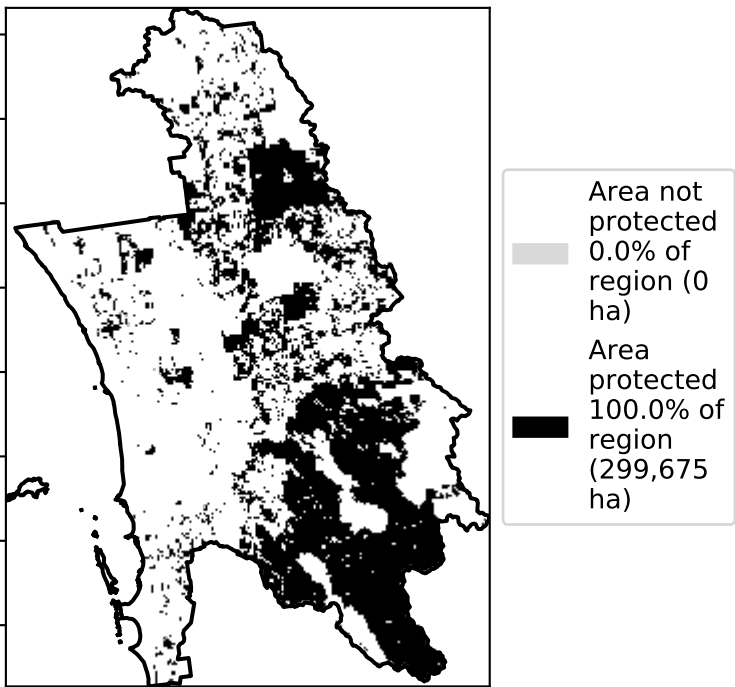 Area not
protected
0.0% of
region (0
ha)
Area
protected
100.0% of
region
(299,675
ha)